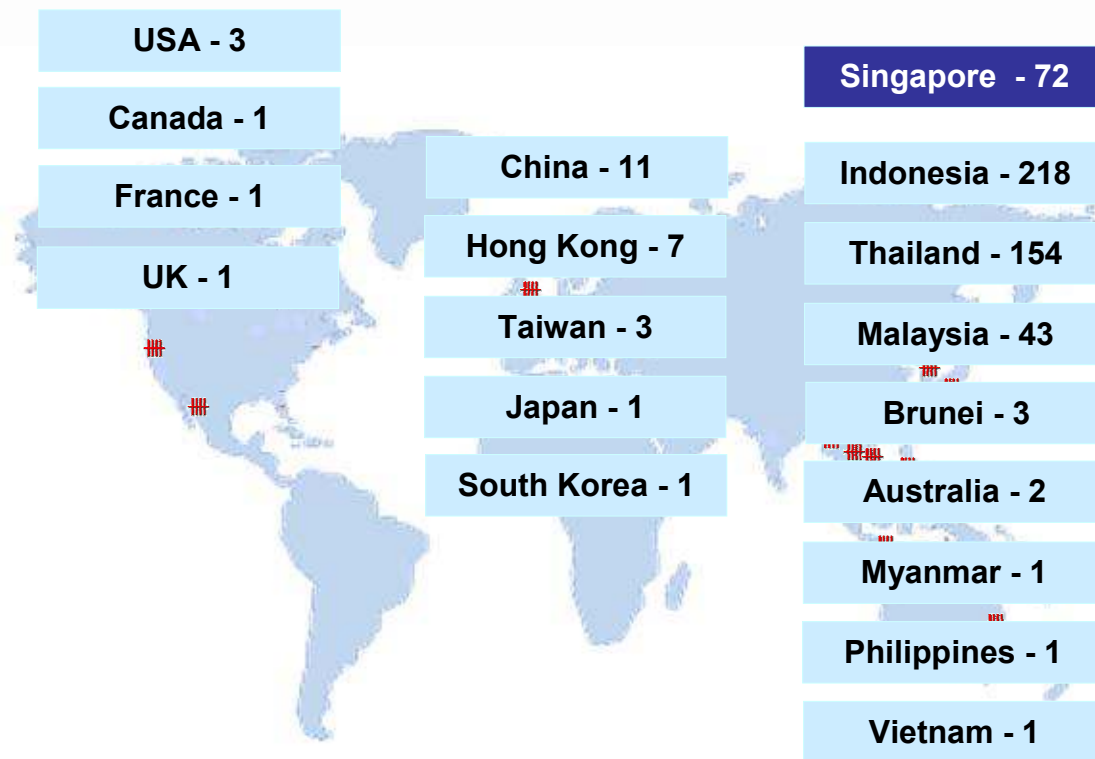 USA - 3
Canada - 1
France - 1
UK - 1
China - 11
Hong Kong - 7
Taiwan - 3
Japan - 1
South Korea - 1
Singapore - 72
Indonesia - 218
Thailand - 154
Malaysia - 43
Brunei - 3
Australia - 2
Myanmar - 1
Philippines - 1
Vietnam - 1